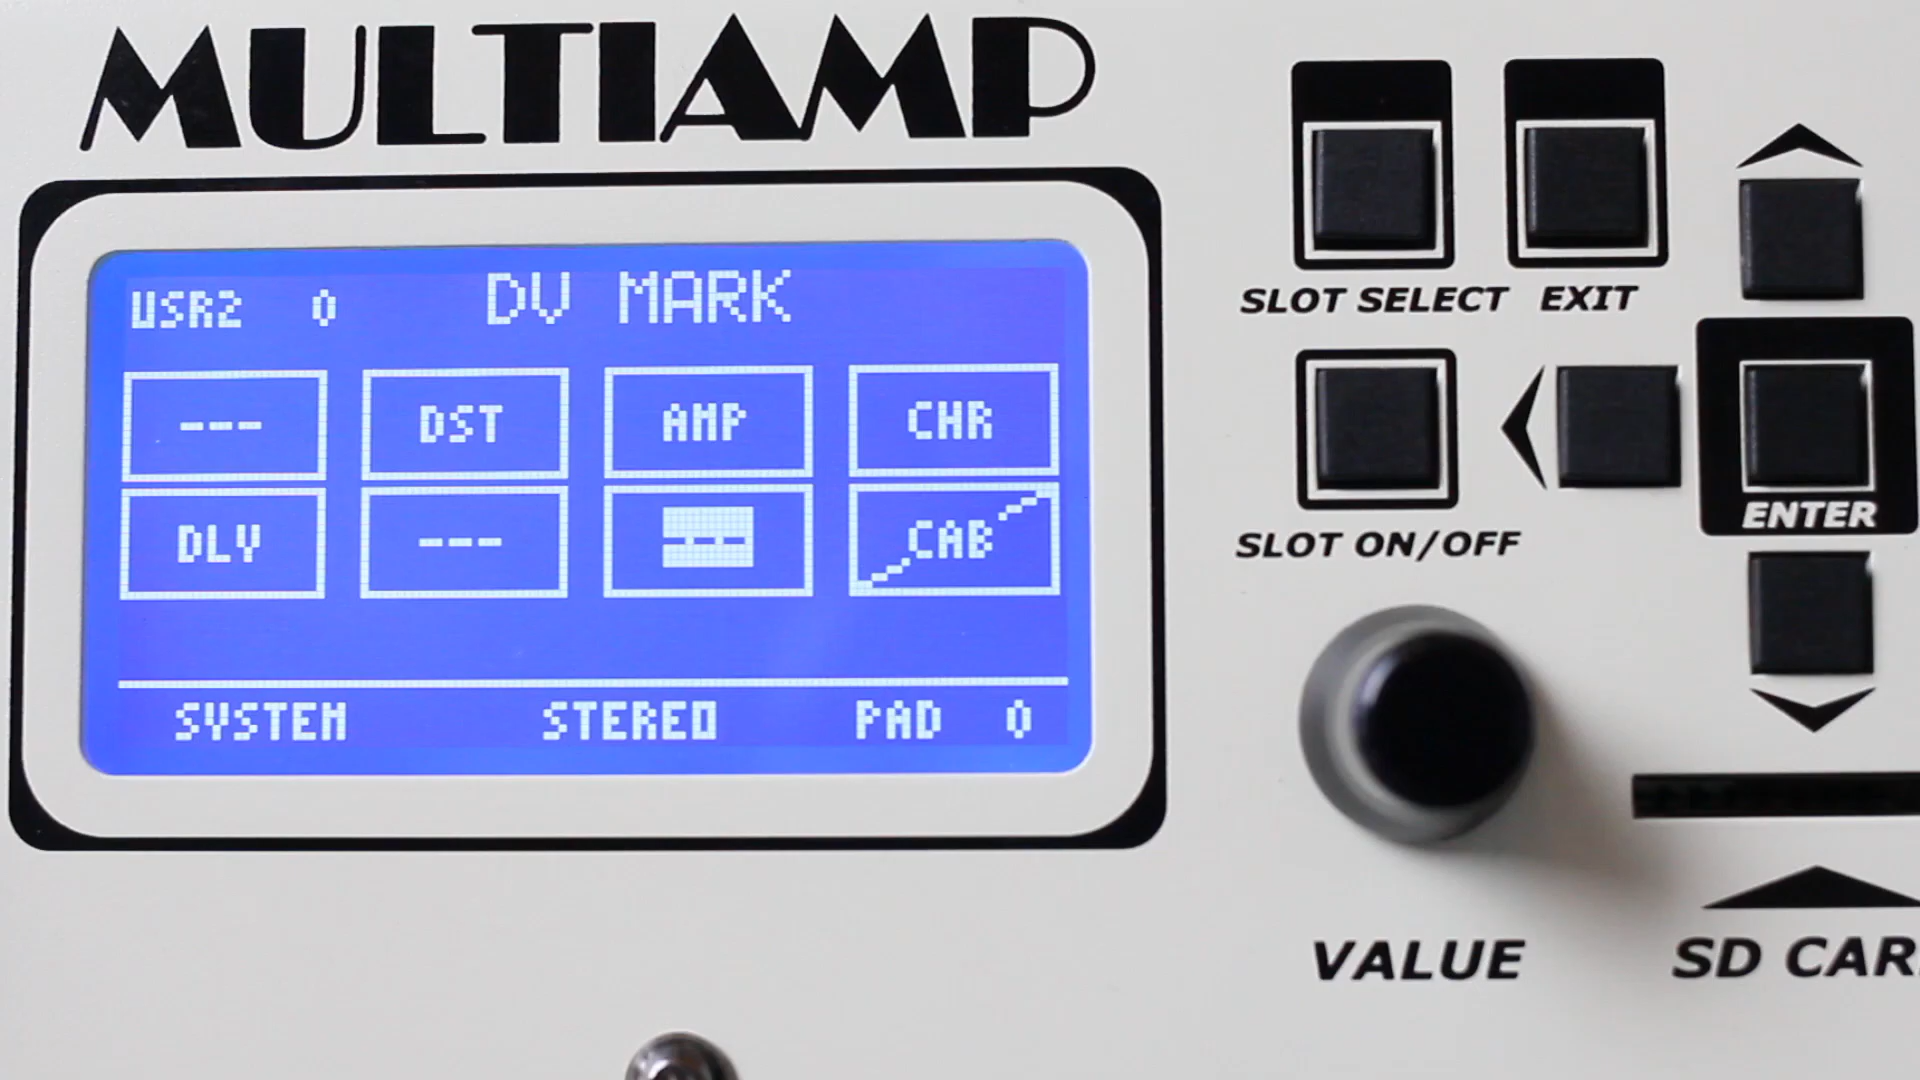 MULTIAMP
USR2 0 DV MARK
--- DST AMP CHR
DLY --- --- CAB
SYSTEM STEREO PAD 0
SLOT SELECT EXIT
SLOT ON/OFF
ENTER
VALUE
SD CAR